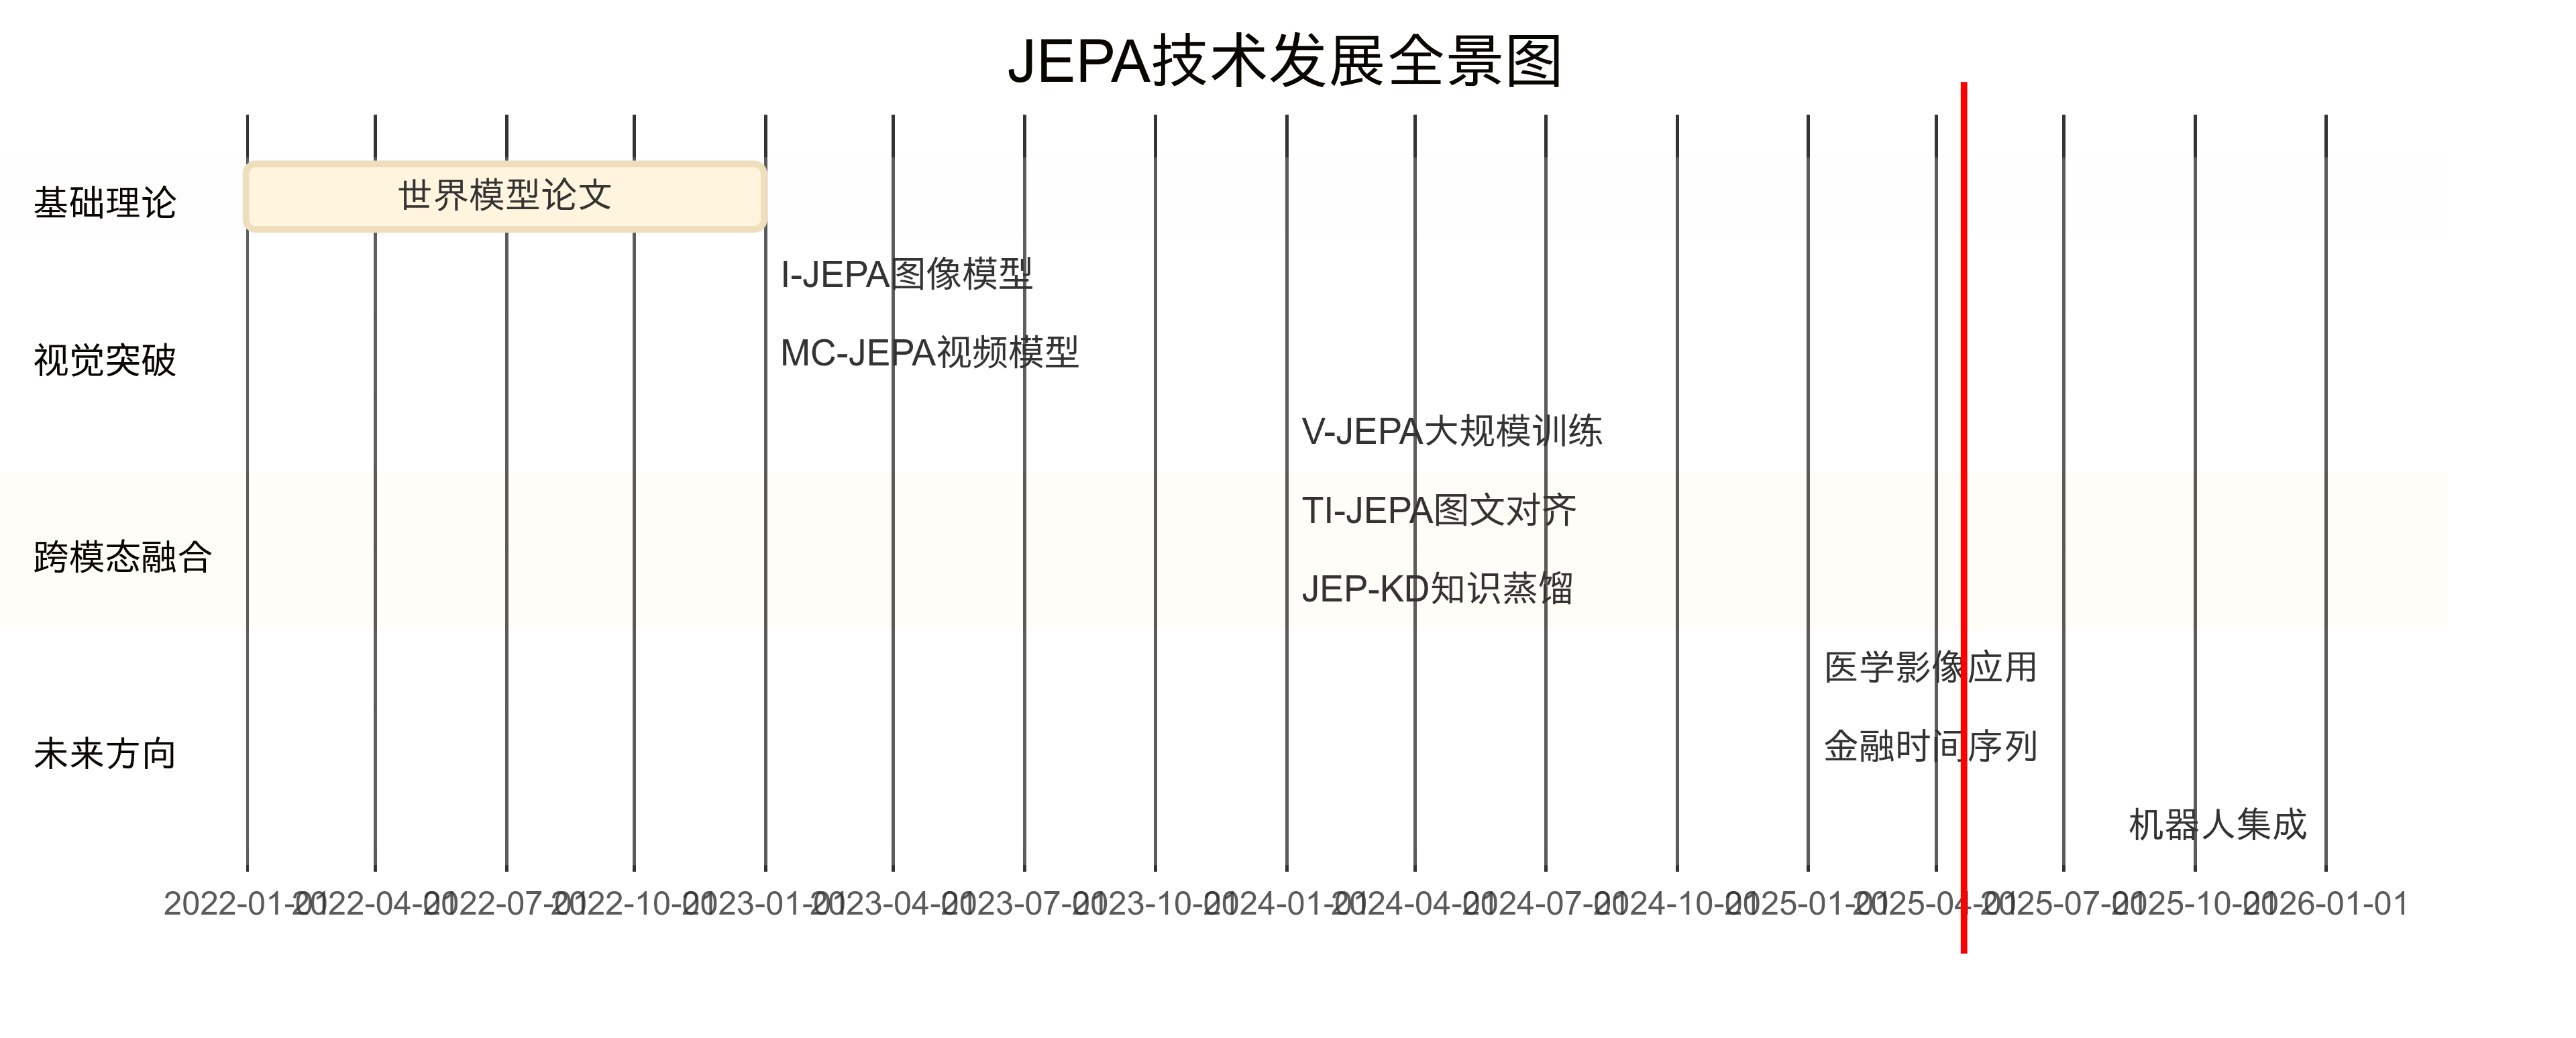 JEPA技术发展全景图
基础理论
世界模型论文
视觉突破
I-JEPA图像模型
MC-JEPA视频模型
V-JEPA大规模训练
跨模态融合
TI-JEPA图文对齐
JEP-KD知识蒸馏
未来方向
医学影像应用
金融时间序列
机器人集成
2022-01-01 2022-04-01 2022-07-01 2022-10-01 2023-01-01 2023-04-01 2023-07-01 2023-10-01 2024-01-01 2024-04-01 2024-07-01 2024-10-01 2025-01-01 2025-04-01 2025-07-01 2025-10-01 2026-01-01